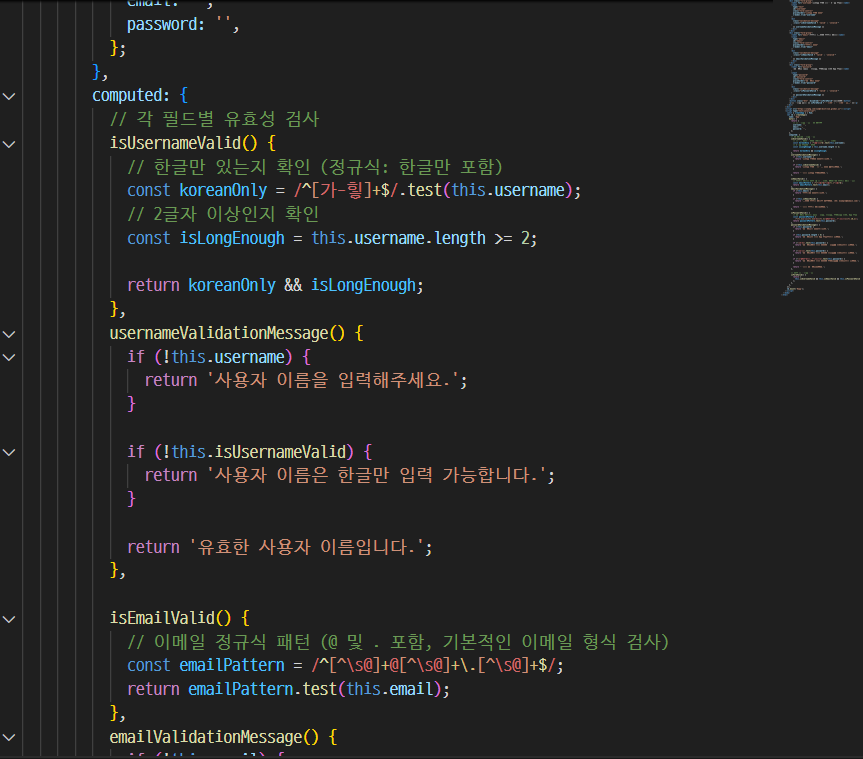 email: '',
password: '',
};
},
computed: {
// 각 필드별 유효성 검사
isUsernameValid() {
// 한글만 있는지 확인 (정규식: 한글만 포함)
const koreanOnly = /^[가-힣]+$/.test(this.username);
// 2글자 이상인지 확인
const isLongEnough = this.username.length >= 2;
return koreanOnly && isLongEnough;
},
usernameValidationMessage() {
if (!this.username) {
return '사용자 이름을 입력해주세요.';
}
if (!this.isUsernameValid) {
return '사용자 이름은 한글만 입력 가능합니다.';
}
return '유효한 사용자 이름입니다.';
},
isEmailValid() {
// 이메일 정규식 패턴 (@ 및 . 포함, 기본적인 이메일 형식 검사)
const emailPattern = /^[^\s@]+@[^\s@]+\.[^\s@]+$/;
return emailPattern.test(this.email);
},
emailValidationMessage() {
if (!this.email) {